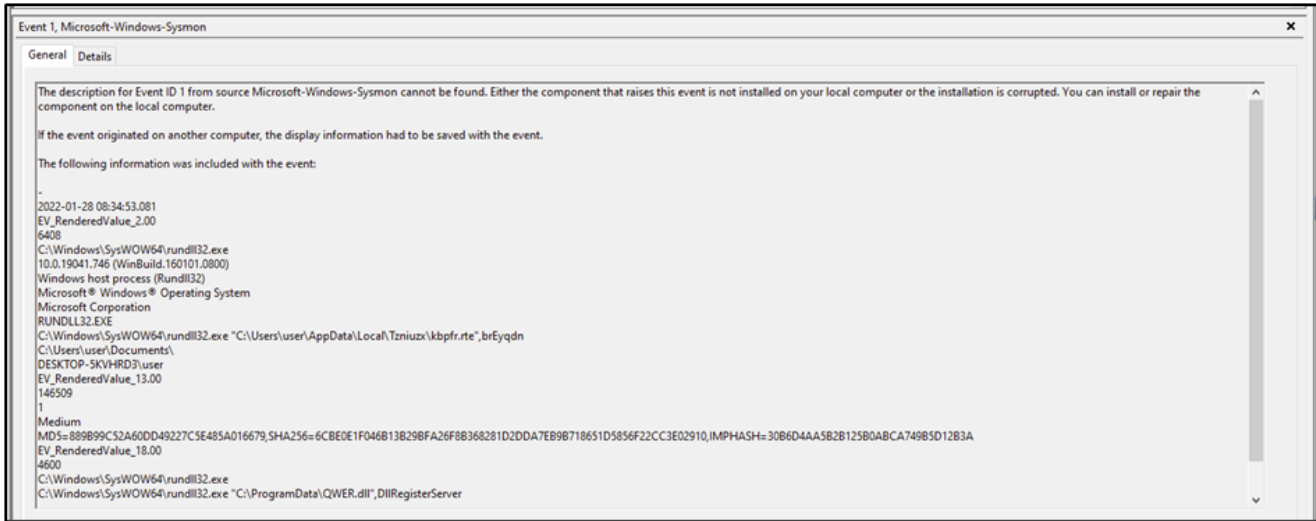 Event 1, Microsoft-Windows-Sysmon
General Details
The description for Event ID 1 from source Microsoft-Windows-Sysmon cannot be found. Either the component that raises this event is not installed on your local computer or the installation is corrupted. You can install or repair the
component on the local computer.
If the event originated on another computer, the display information had to be saved with the event.
The following information was included with the event:
-
2022-01-28 08:34:53.081
EV_RenderedValue_2.00
6408
C:\Windows\SysWOW64\rundll32.exe
10.0.19041.746 (WinBuild.160101.0800)
Windows host process (Rundll32)
Microsoft® Windows® Operating System
Microsoft Corporation
RUNDLL32.EXE
C:\Windows\SysWOW64\rundll32.exe "C:\Users\user\AppData\Local\Tzniuzx\kbpfr.rte",brEyqdn
C:\Users\user\Documents\
DESKTOP-5KVHRD3\user
EV_RenderedValue_13.00
146509
1
Medium
MD5=889B99C52A60DD49227C5E485A016679,SHA256=6CBE0E1F046B13B29BFA26F8B368281D2DDA7EB9B718651D5856F22CC3E02910,IMPHASH=30B6D4AA5B2B125B0ABCA749B5D12B3A
EV_RenderedValue_18.00
4600
C:\Windows\SysWOW64\rundll32.exe
C:\Windows\SysWOW64\rundll32.exe "C:\ProgramData\QWER.dll",DllRegisterServer